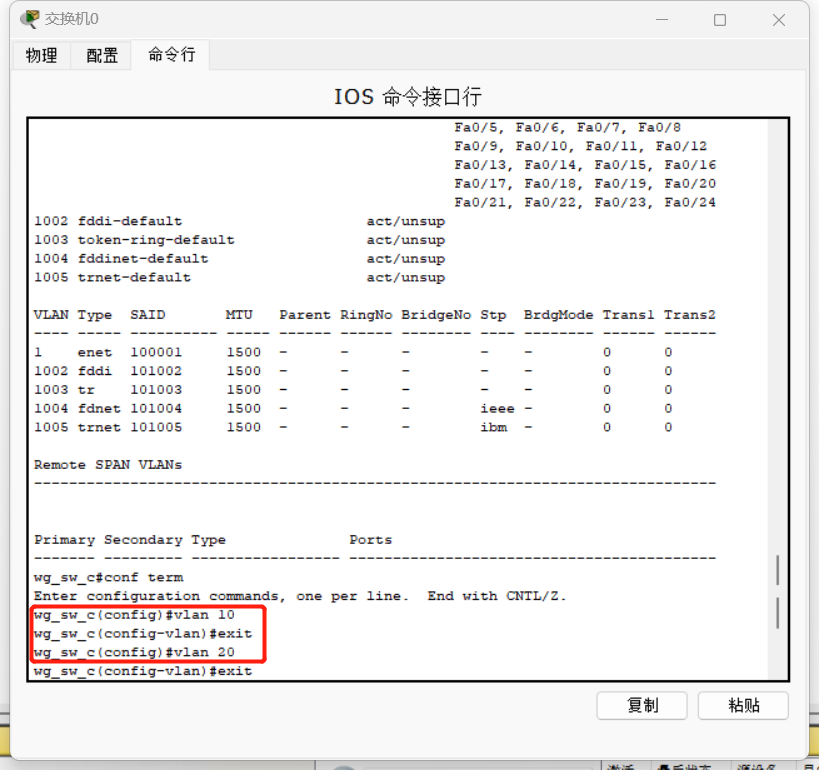 交换机0
物理 配置 命令行
IOS 命令接口行
Fa0/5, Fa0/6, Fa0/7, Fa0/8
Fa0/9, Fa0/10, Fa0/11, Fa0/12
Fa0/13, Fa0/14, Fa0/15, Fa0/16
Fa0/17, Fa0/18, Fa0/19, Fa0/20
Fa0/21, Fa0/22, Fa0/23, Fa0/24
1002 fddi-default act/unsup
1003 token-ring-default act/unsup
1004 fddinet-default act/unsup
1005 trnet-default act/unsup
VLAN Type SAID MTU Parent RingNo BridgeNo Stp BrdgMode Trans1 Trans2
---- ----- ---------- ----- ------ ------ -------- ---- -------- ------ ------
1 enet 100001 1500 - - - - - 0 0
1002 fddi 101002 1500 - - - - - 0 0
1003 tr 101003 1500 - - - - - 0 0
1004 fdnet 101004 1500 - - - ieee - 0 0
1005 trnet 101005 1500 - - - ibm - 0 0
Remote SPAN VLANs
------------------------------------------------------------------------------
Primary Secondary Type Ports
------- --------- ----------------- ------------------------------------------
wg_sw_c#conf term
Enter configuration commands, one per line. End with CNTL/Z.
wg_sw_c(config)#vlan 10
wg_sw_c(config-vlan)#exit
wg_sw_c(config)#vlan 20
wg_sw_c(config-vlan)#exit
复制 粘贴